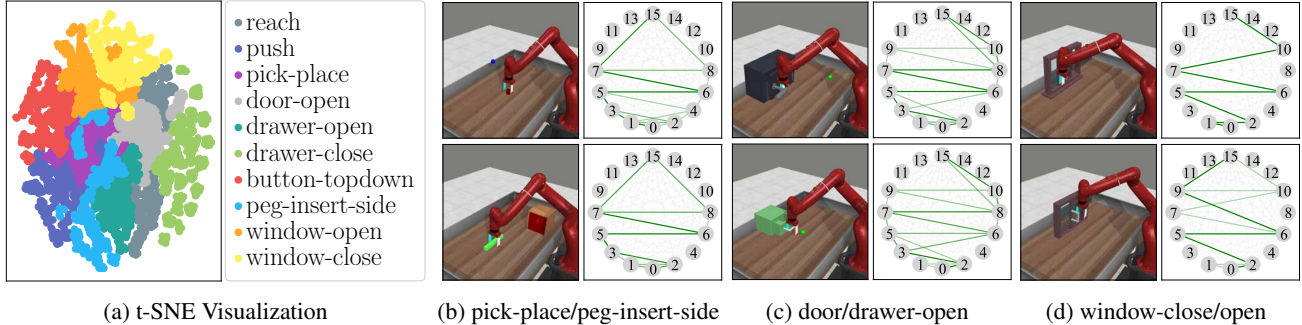 reach
push
pick-place
door-open
drawer-open
drawer-close
button-topdown
peg-insert-side
window-open
window-close
15
13 14
11 12
9 10
7 8
5 6
3 4
1 0 2
15
13 14
11 12
9 10
7 8
5 6
3 4
1 0 2
15
13 14
11 12
9 10
7 8
5 6
3 4
1 0 2
15
13 14
11 12
9 10
7 8
5 6
3 4
1 0 2
15
13 14
11 12
9 10
7 8
5 6
3 4
1 0 2
15
13 14
11 12
9 10
7 8
5 6
3 4
1 0 2
(a) t-SNE Visualization
(b) pick-place/peg-insert-side
(c) door/drawer-open
(d) window-close/open